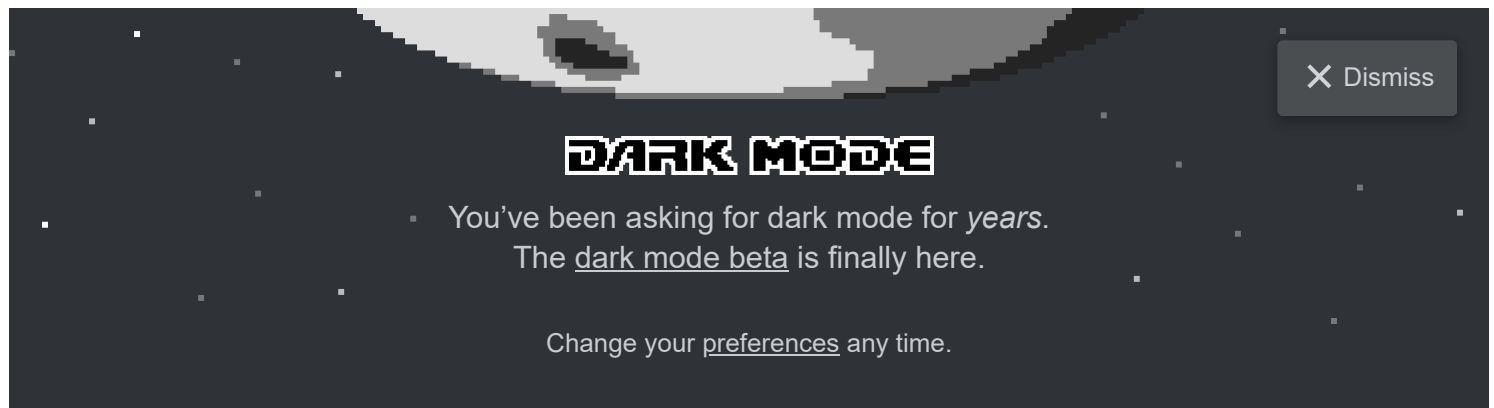 Dismiss
DARK MODE
You’ve been asking for dark mode for years.
The dark mode beta is finally here.
Change your preferences any time.